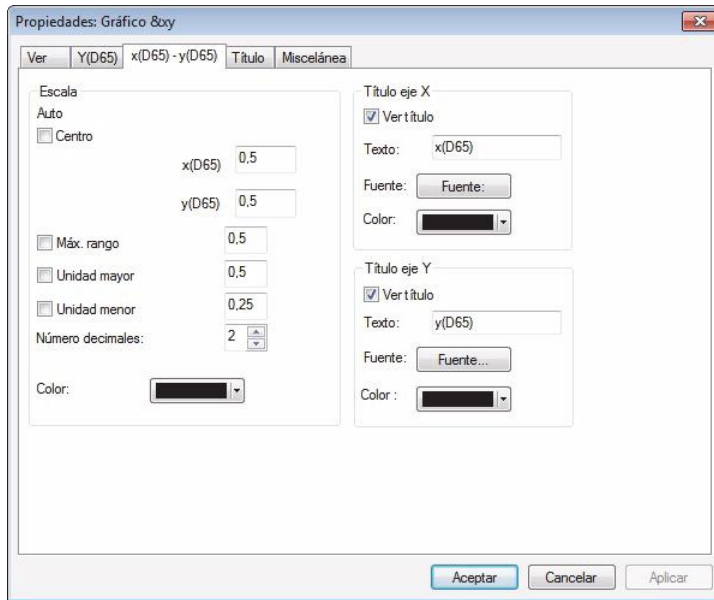 Propiedades: Gráfico &xy
Ver Y(D65) x(D65) - y(D65) Título Miscelánea
Escala
Auto
Centro
x(D65) 0,5
y(D65) 0,5
Máx. rango 0,5
Unidad mayor 0,5
Unidad menor 0,25
Número decimales: 2
Color:
Título eje X
Ver título
Texto: x(D65)
Fuente: Fuente:
Color:
Título eje Y
Ver título
Texto: y(D65)
Fuente: Fuente...
Color :
Aceptar Cancelar Aplicar